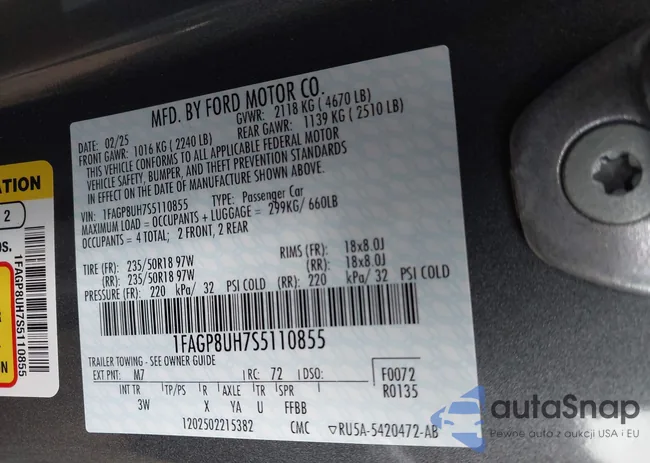 MFD. BY FORD MOTOR CO.
DATE: 02/25 GVWR: 2118 KG ( 4670 LB)
FRONT GAWR: 1016 KG ( 2240 LB) REAR GAWR: 1139 KG ( 2510 LB)
THIS VEHICLE CONFORMS TO ALL APPLICABLE FEDERAL MOTOR
VEHICLE SAFETY, BUMPER, AND THEFT PREVENTION STANDARDS
IN EFFECT ON THE DATE OF MANUFACTURE SHOWN ABOVE.
VIN: 1FAGP8UH7S5110855 TYPE: Passenger Car
MAXIMUM LOAD = OCCUPANTS + LUGGAGE = 299KG/ 660LB
OCCUPANTS = 4 TOTAL; 2 FRONT, 2 REAR
TIRE (FR): 235/50R18 97W RIMS (FR): 18x8.0J
(RR): 235/50R18 97W (RR): 18x8.0J
PRESSURE (FR): 220 kPa/ 32 PSI COLD (RR): 220 kPa/ 32 PSI COLD
1FAGP8UH7S5110855
TRAILER TOWING - SEE OWNER GUIDE
EXT PNT: M7 RC: 72 DSO: F0072
R0135
INT TR TP/PS R AXLE TR SPR
3W X YA U FFBB
1202502215382 CMC ▽RU5A-5420472-AB
ATION
2
DS.
1FAGP8UH7S5110855
autoSnap
Pewne auta z aukcji USA i EU